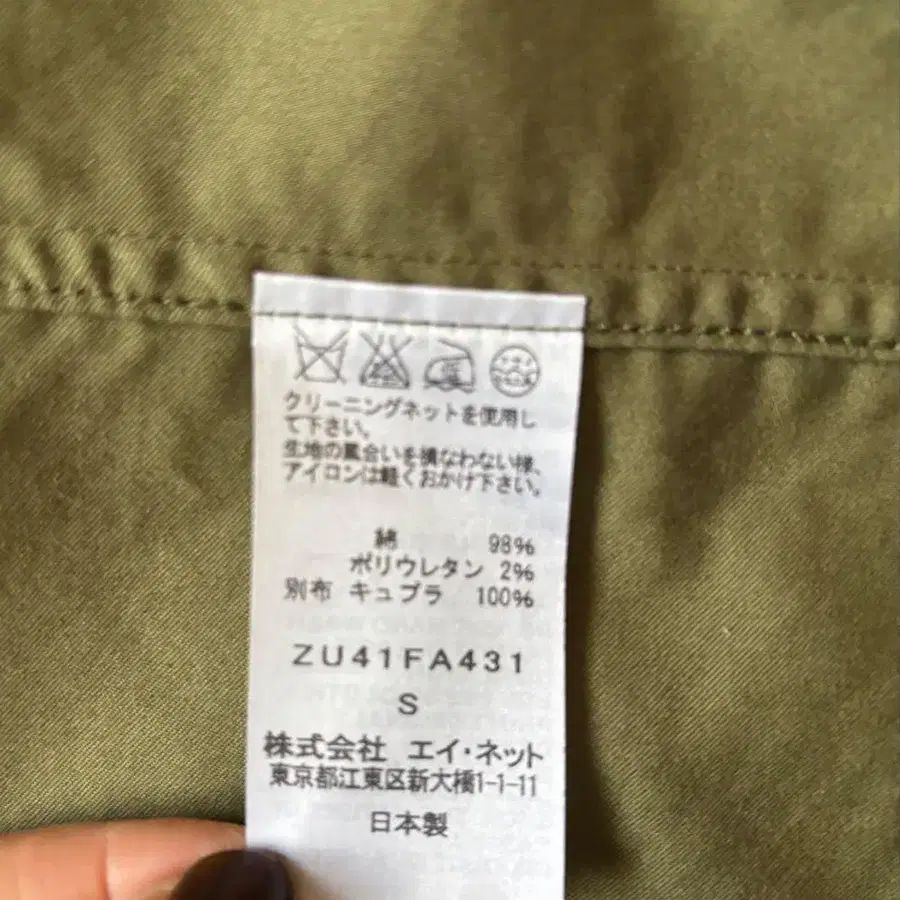 クリーニングネットを使用し
て下さい。
生地の風合いを損なわない様、
アイロンは軽くおかけ下さい。
綿 98%
ポリウレタン 2%
別布 キュプラ 100%
ZU41FA431
S
株式会社 エイ・ネット
東京都江東区新大橋1-1-11
日本製